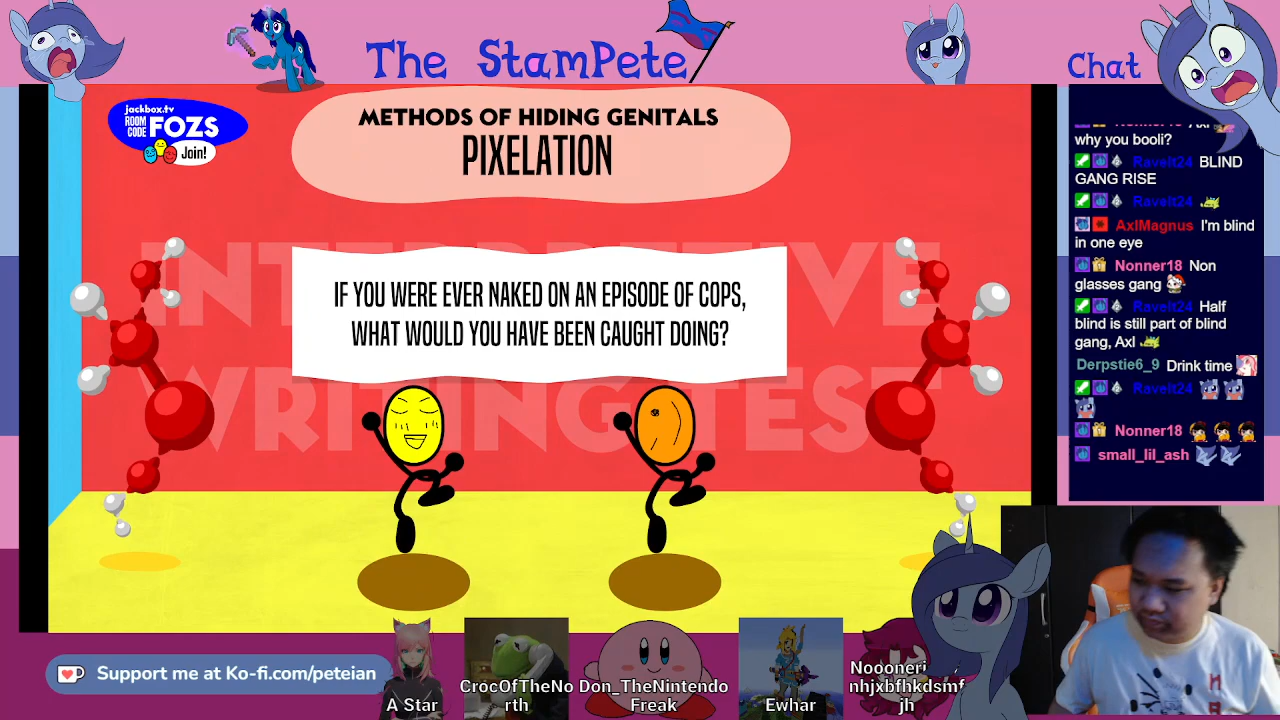 The StamPete
Chat
jackbox.tv
ROOM CODE
FOZS
Join!
METHODS OF HIDING GENITALS
PIXELATION
INTERPRETIVE
WRITING TEST
IF YOU WERE EVER NAKED ON AN EPISODE OF COPS,
WHAT WOULD YOU HAVE BEEN CAUGHT DOING?
why you booli?
Ravelt24 BLIND
GANG RISE
Ravelt24
AxlMagnus I'm blind
in one eye
Nonner18 Non
glasses gang
Ravelt24 Half
blind is still part of blind
gang, Axl
Derpstie6_9 Drink time
Ravelt24
Nonner18
small_lil_ash
Support me at Ko-fi.com/peteian
A Star
CrocOfTheNo
rth
Don_TheNintendo
Freak
Ewhar
Noooneri
nhjxbfhkdsmf
jh